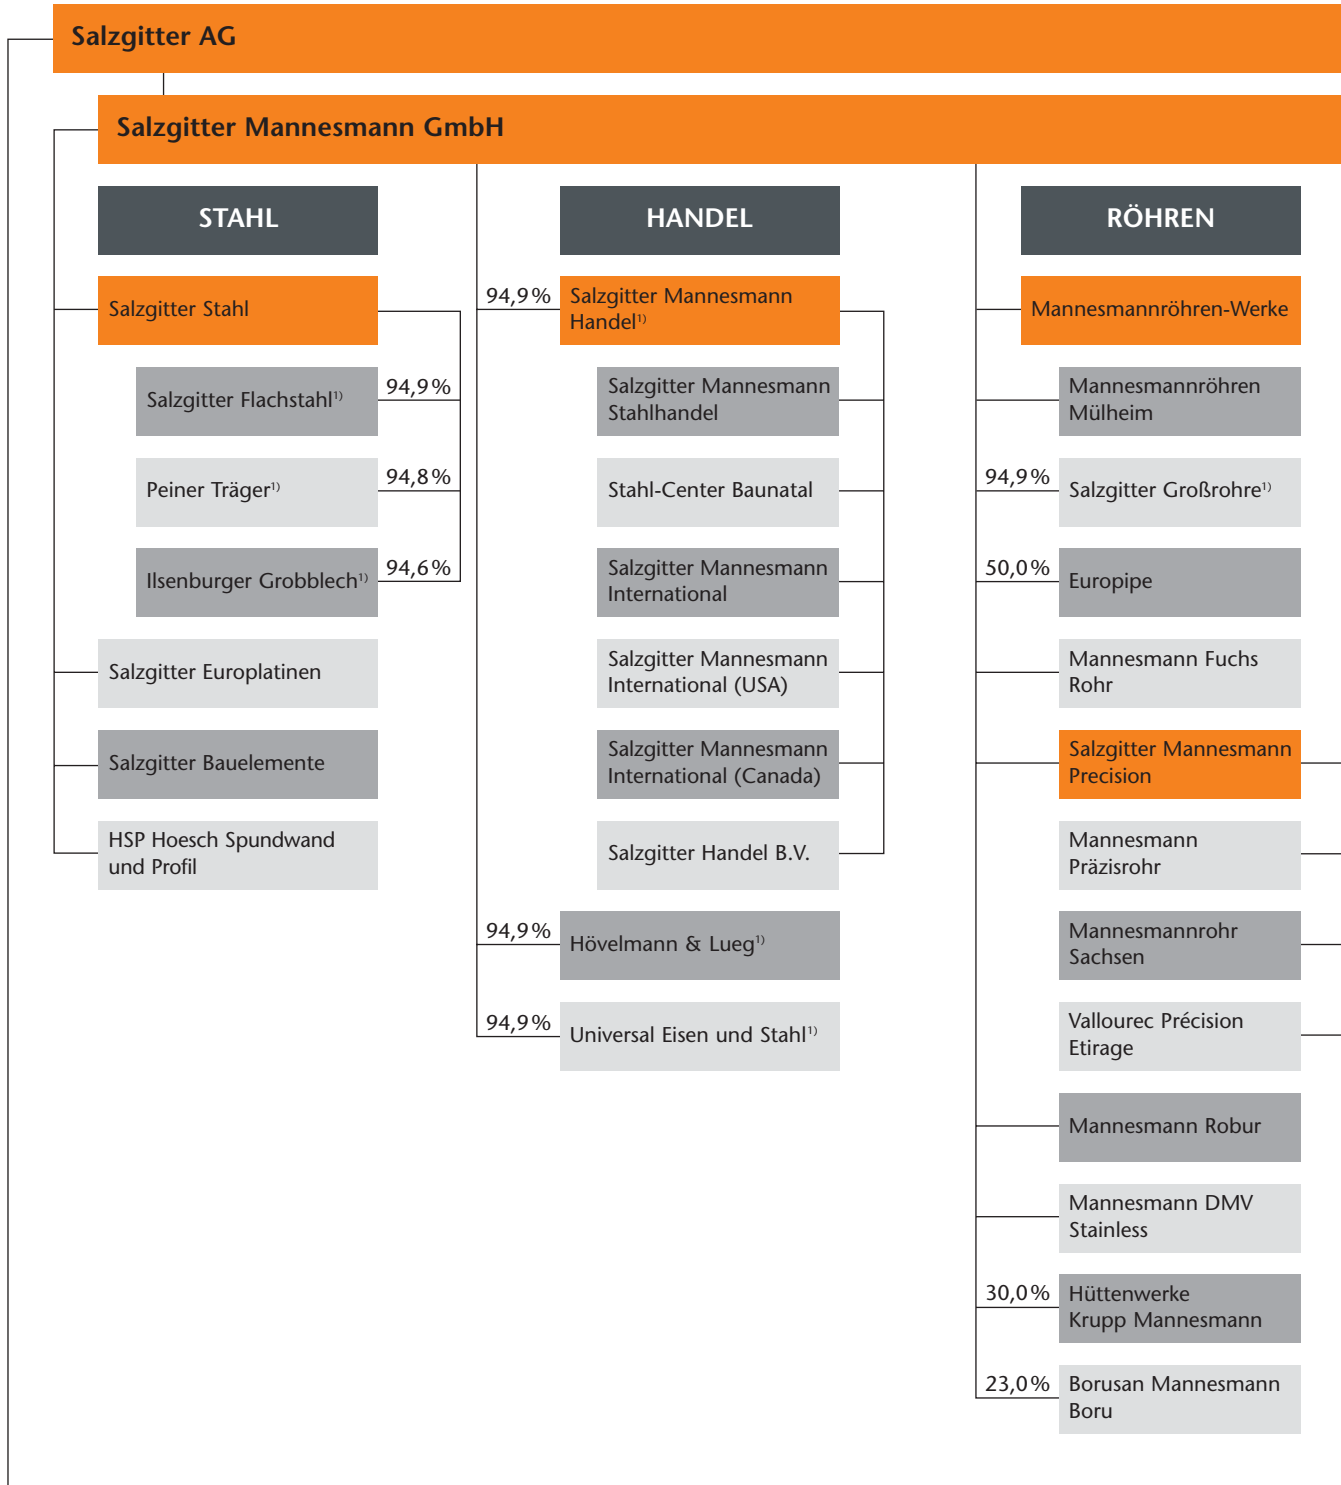 Salzgitter AG
Salzgitter Mannesmann GmbH
STAHL
Salzgitter Stahl
Salzgitter Flachstahl¹⁾
94,9%
Peiner Träger¹⁾
94,8%
Ilsenburger Grobblech¹⁾
94,6%
Salzgitter Europlatinen
Salzgitter Bauelemente
HSP Hoesch Spundwand
und Profil
HANDEL
94,9%
Salzgitter Mannesmann
Handel¹⁾
Salzgitter Mannesmann
Stahlhandel
Stahl-Center Baunatal
Salzgitter Mannesmann
International
Salzgitter Mannesmann
International (USA)
Salzgitter Mannesmann
International (Canada)
Salzgitter Handel B.V.
94,9%
Hövelmann & Lueg¹⁾
94,9%
Universal Eisen und Stahl¹⁾
RÖHREN
Mannesmannröhren-Werke
Mannesmannröhren
Mülheim
94,9%
Salzgitter Großrohre¹⁾
50,0%
Europipe
Mannesmann Fuchs
Rohr
Salzgitter Mannesmann
Precision
Mannesmann
Präzisrohr
Mannesmannrohr
Sachsen
Vallourec Précision
Etirage
Mannesmann Robur
Mannesmann DMV
Stainless
30,0%
Hüttenwerke
Krupp Mannesmann
23,0%
Borusan Mannesmann
Boru